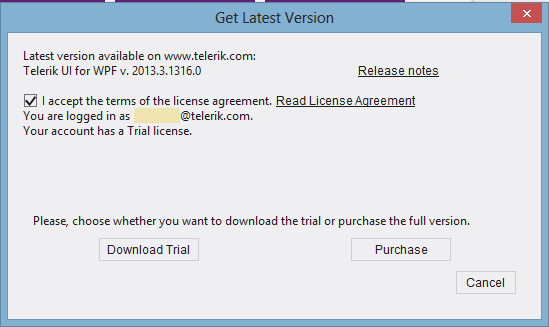 Get Latest Version
Latest version available on www.telerik.com:
Telerik UI for WPF v. 2013.3.1316.0
Release notes
I accept the terms of the license agreement. Read License Agreement
You are logged in as @telerik.com.
Your account has a Trial license.
Please, choose whether you want to download the trial or purchase the full version.
Download Trial
Purchase
Cancel